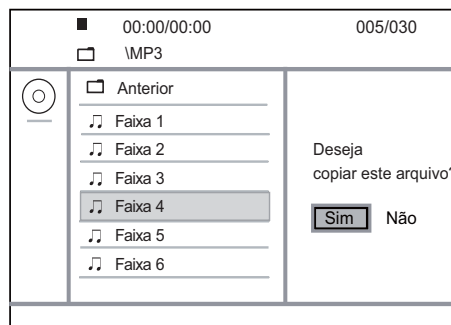 00:00/00:00 005/030
\MP3
Anterior
Faixa 1
Faixa 2
Faixa 3
Faixa 4
Faixa 5
Faixa 6
Deseja
copiar este arquivo?
Sim Não